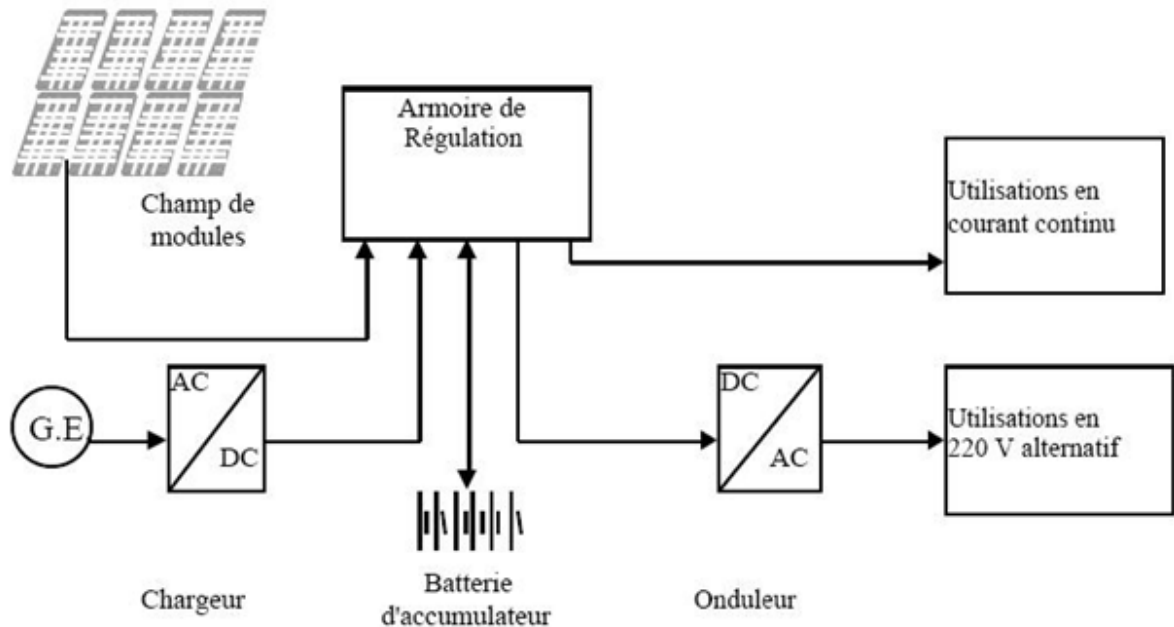 Armoire de
Régulation
Champ de
modules
Utilisations en
courant continu
G.E
AC
DC
DC
AC
Utilisations en
220 V alternatif
Chargeur
Batterie
d'accumulateur
Onduleur